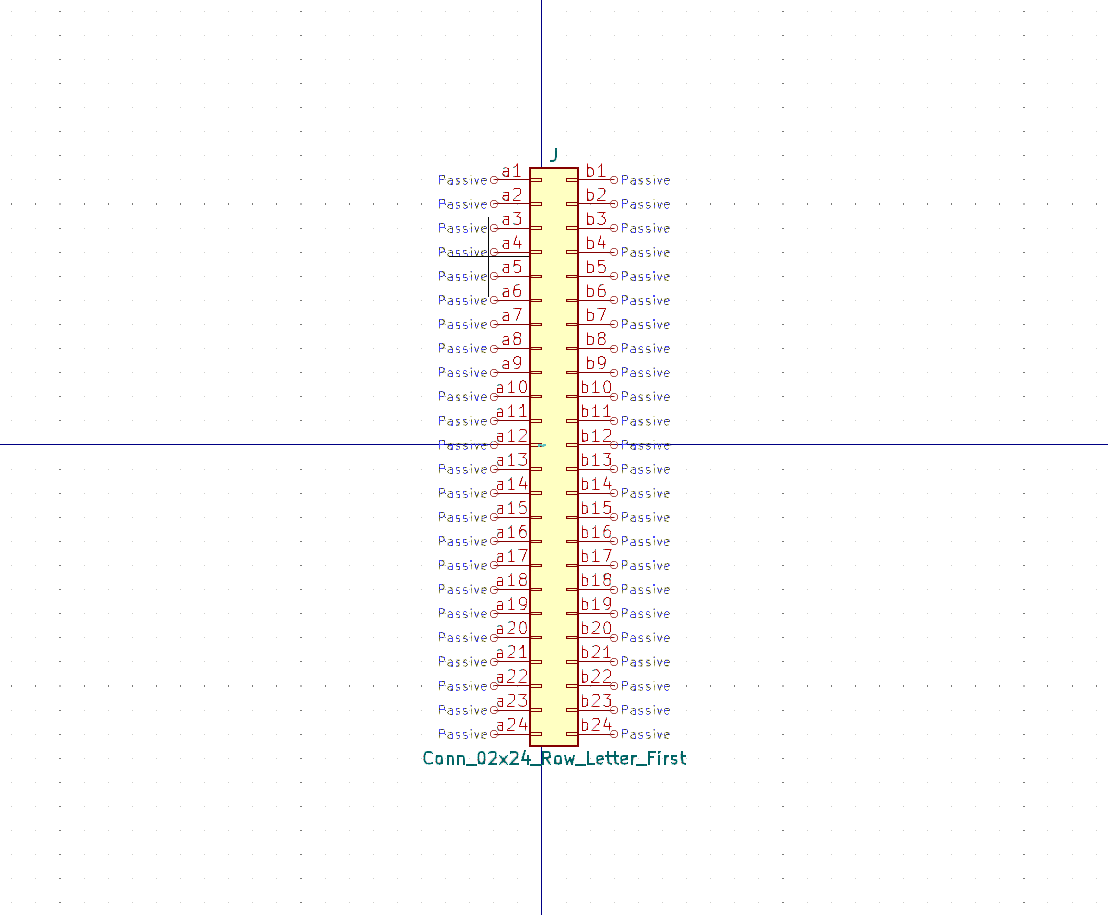 J
Passive a1 b1 Passive
Passive a2 b2 Passive
Passive a3 b3 Passive
Passive a4 b4 Passive
Passive a5 b5 Passive
Passive a6 b6 Passive
Passive a7 b7 Passive
Passive a8 b8 Passive
Passive a9 b9 Passive
Passive a10 b10 Passive
Passive a11 b11 Passive
Passive a12 b12 Passive
Passive a13 b13 Passive
Passive a14 b14 Passive
Passive a15 b15 Passive
Passive a16 b16 Passive
Passive a17 b17 Passive
Passive a18 b18 Passive
Passive a19 b19 Passive
Passive a20 b20 Passive
Passive a21 b21 Passive
Passive a22 b22 Passive
Passive a23 b23 Passive
Passive a24 b24 Passive
Conn_02x24_Row_Letter_First